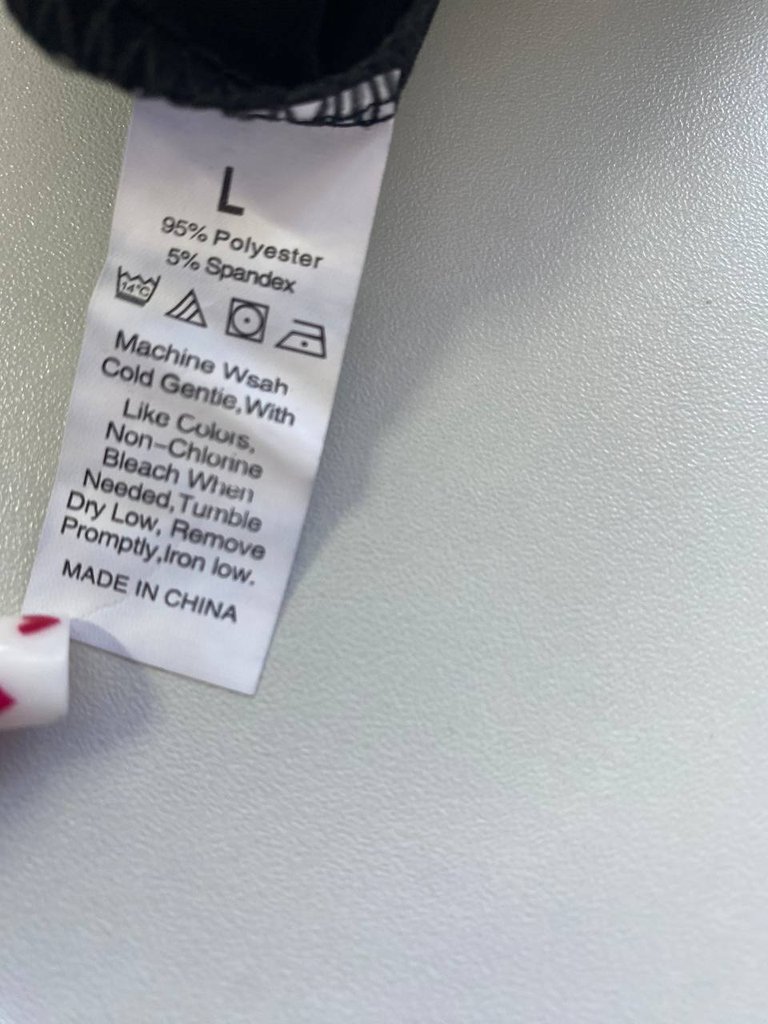 L
95% Polyester
5% Spandex
14°C
Machine Wsah
Cold Gentie,With
Like Colors,
Non-Chlorine
Bleach When
Needed,Tumble
Dry Low, Remove
Promptly,Iron low.
MADE IN CHINA